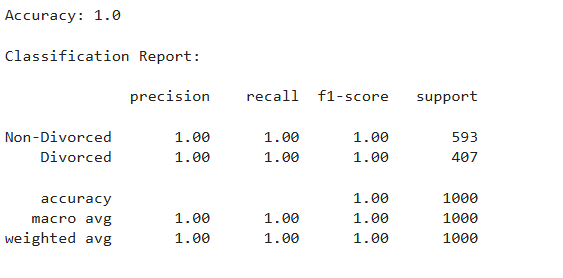 Accuracy: 1.0
Classification Report:
precision recall f1-score support
Non-Divorced 1.00 1.00 1.00 593
Divorced 1.00 1.00 1.00 407
accuracy 1.00 1000
macro avg 1.00 1.00 1.00 1000
weighted avg 1.00 1.00 1.00 1000